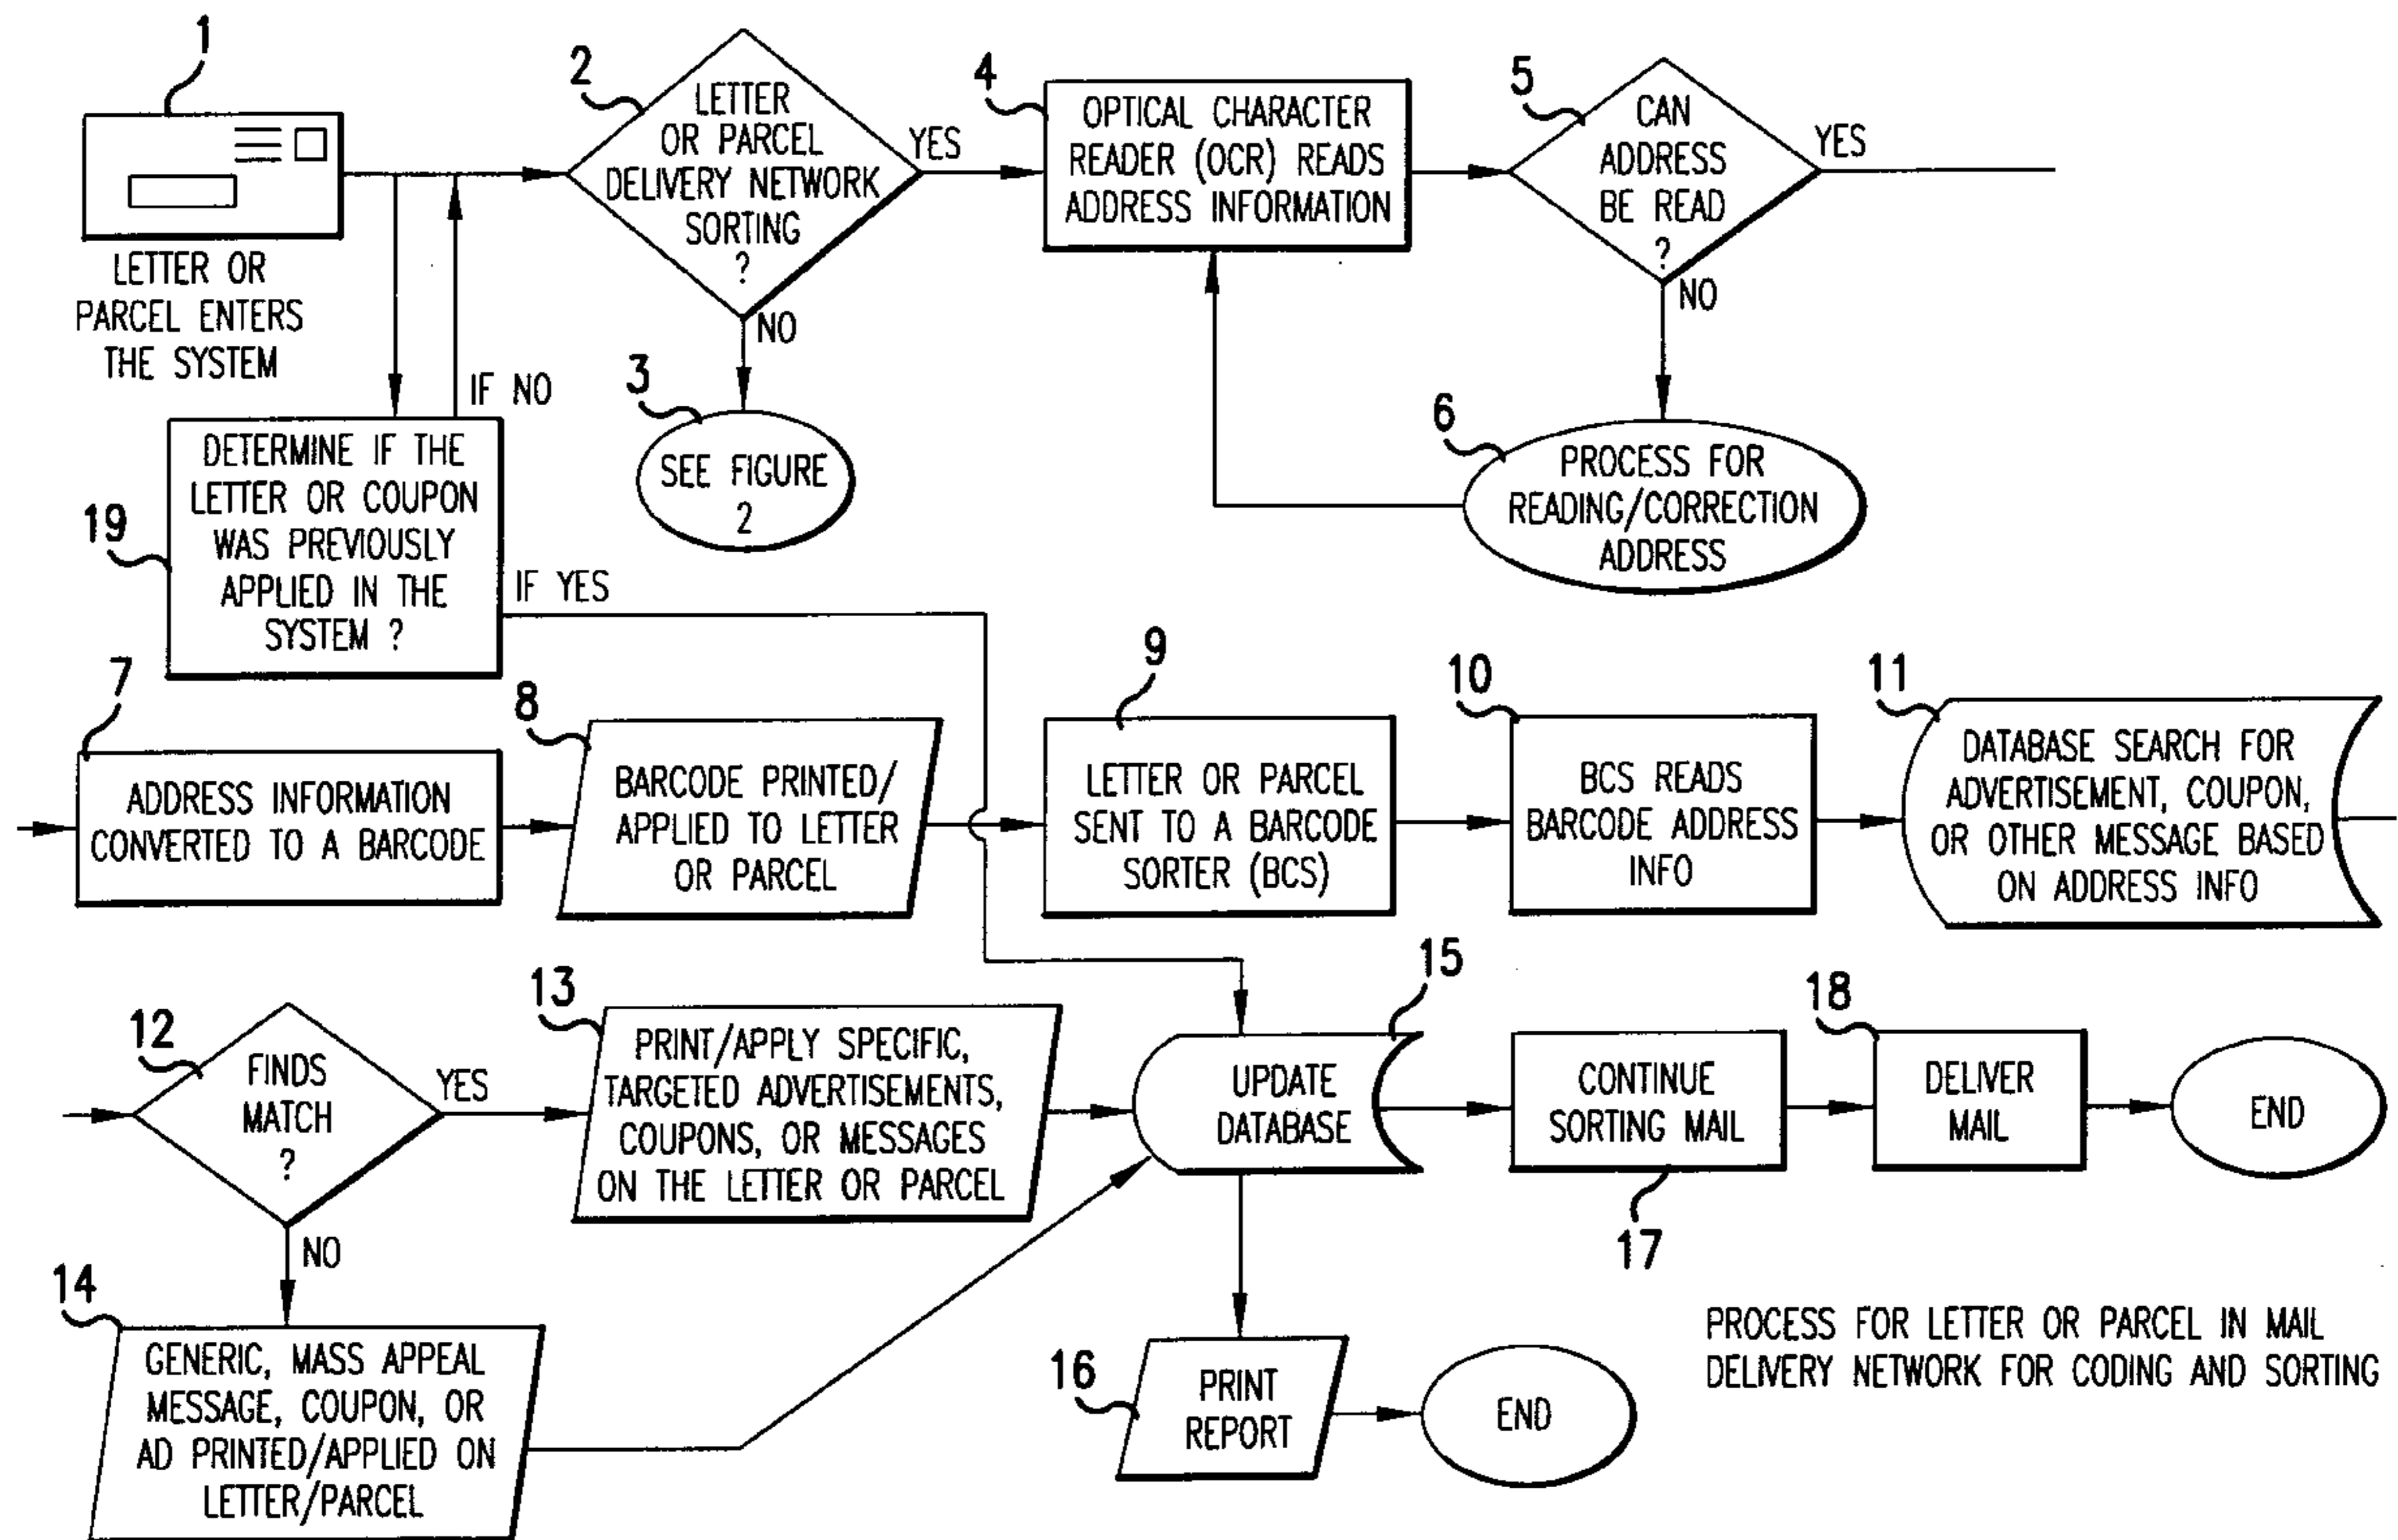 1
LETTER OR
PARCEL ENTERS
THE SYSTEM
2
LETTER
OR PARCEL
DELIVERY NETWORK
SORTING
?
YES
NO
3
SEE FIGURE
2
4
OPTICAL CHARACTER
READER (OCR) READS
ADDRESS INFORMATION
5
CAN
ADDRESS
BE READ
?
YES
NO
6
PROCESS FOR
READING/CORRECTION
ADDRESS
19
DETERMINE IF THE
LETTER OR COUPON
WAS PREVIOUSLY
APPLIED IN THE
SYSTEM ?
IF NO
IF YES
7
ADDRESS INFORMATION
CONVERTED TO A BARCODE
8
BARCODE PRINTED/
APPLIED TO LETTER
OR PARCEL
9
LETTER OR PARCEL
SENT TO A BARCODE
SORTER (BCS)
10
BCS READS
BARCODE ADDRESS
INFO
11
DATABASE SEARCH FOR
ADVERTISEMENT, COUPON,
OR OTHER MESSAGE BASED
ON ADDRESS INFO
12
FINDS
MATCH
?
YES
NO
13
PRINT/APPLY SPECIFIC,
TARGETED ADVERTISEMENTS,
COUPONS, OR MESSAGES
ON THE LETTER OR PARCEL
14
GENERIC, MASS APPEAL
MESSAGE, COUPON, OR
AD PRINTED/APPLIED ON
LETTER/PARCEL
15
UPDATE
DATABASE
16
PRINT
REPORT
END
CONTINUE
SORTING MAIL
17
18
DELIVER
MAIL
END
PROCESS FOR LETTER OR PARCEL IN MAIL
DELIVERY NETWORK FOR CODING AND SORTING